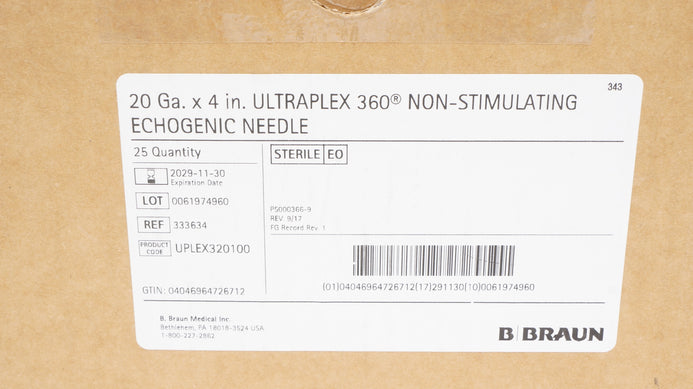 343
20 Ga. x 4 in. ULTRAPLEX 360® NON-STIMULATING
ECHOGENIC NEEDLE
25 Quantity
2029-11-30
Expiration Date
LOT 0061974960
REF 333634
PRODUCT CODE UPLEX320100
GTIN: 04046964726712
STERILE EO
P5000366-9
REV. 9/17
FG Record Rev. 1
(01)04046964726712(17)291130(10)0061974960
B. Braun Medical Inc.
Bethlehem, PA 18018-3524 USA
1-800-227-2862
B BRAUN